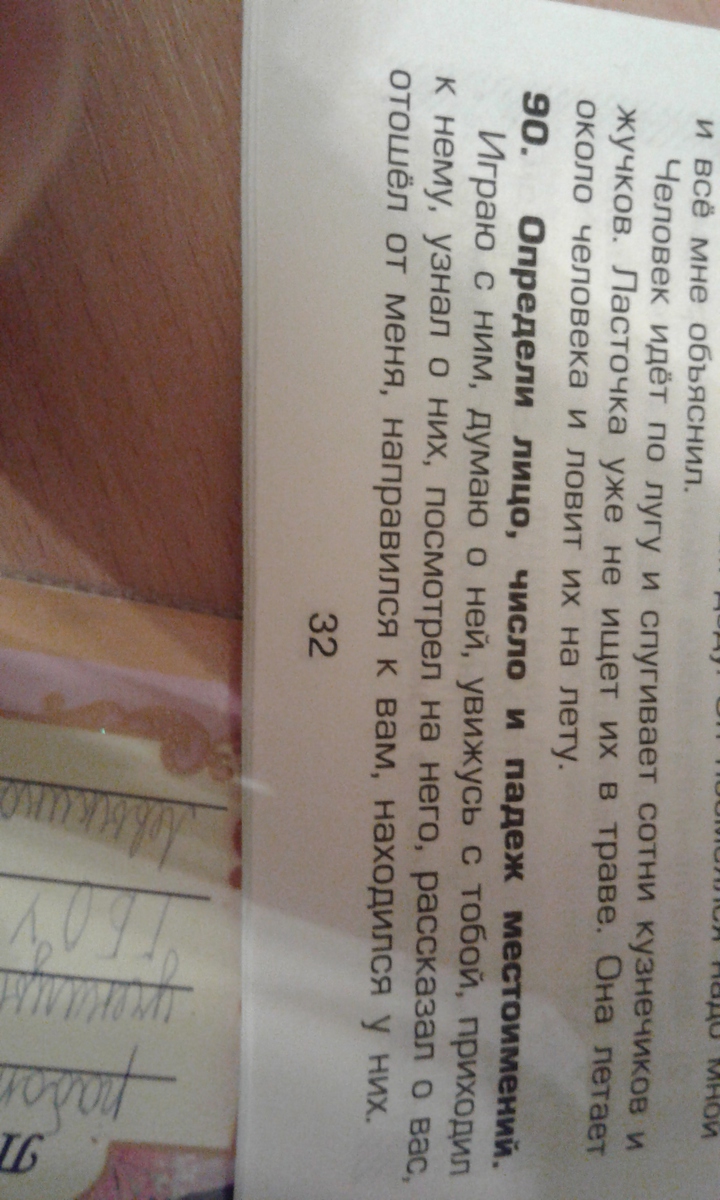 надо мной
и всё мне объяснил.
Человек идёт по лугу и спугивает сотни кузнечиков и
жучков. Ласточка уже не ищет их в траве. Она летает
около человека и ловит их на лету.
90. Определи лицо, число и падеж местоимений.
Играю с ним, думаю о ней, увижусь с тобой, приходил
к нему, узнал о них, посмотрел на него, рассказал о вас,
отошёл от меня, направился к вам, находился у них.
32